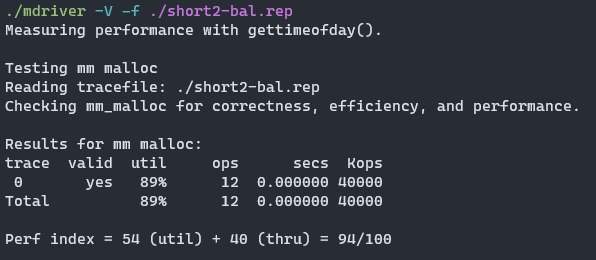 ./mdriver -V -f ./short2-bal.rep
Measuring performance with gettimeofday().
Testing mm malloc
Reading tracefile: ./short2-bal.rep
Checking mm_malloc for correctness, efficiency, and performance.
Results for mm malloc:
trace  valid  util     ops      secs  Kops
 0       yes   89%      12  0.000000 40000
Total          89%      12  0.000000 40000
Perf index = 54 (util) + 40 (thru) = 94/100